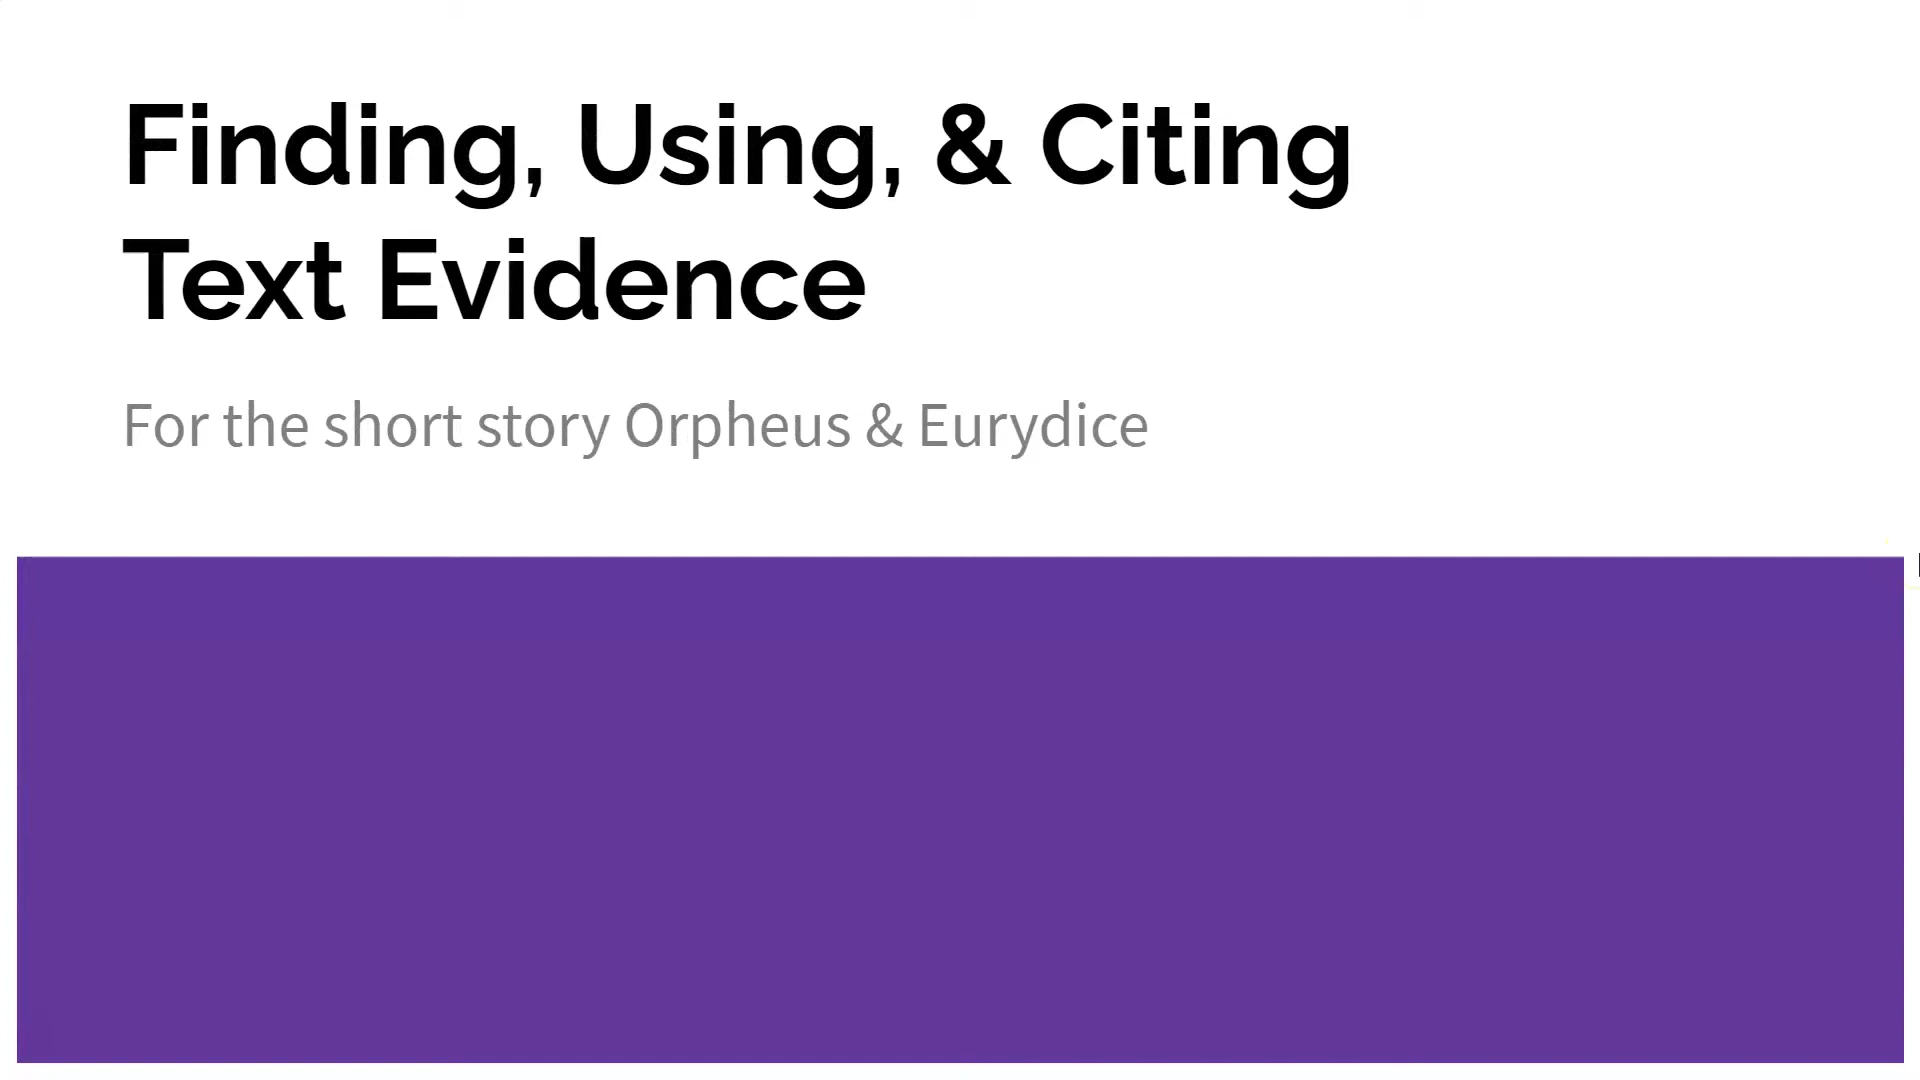 Finding, Using, & Citing
Text Evidence
For the short story Orpheus & Eurydice